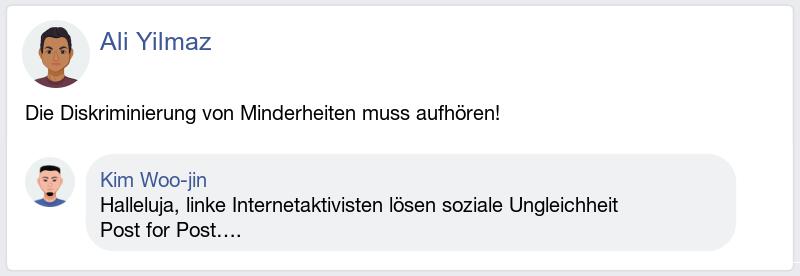 Ali Yilmaz
Die Diskriminierung von Minderheiten muss aufhören!
Kim Woo-jin
Halleluja, linke Internetaktivisten lösen soziale Ungleichheit
Post for Post....